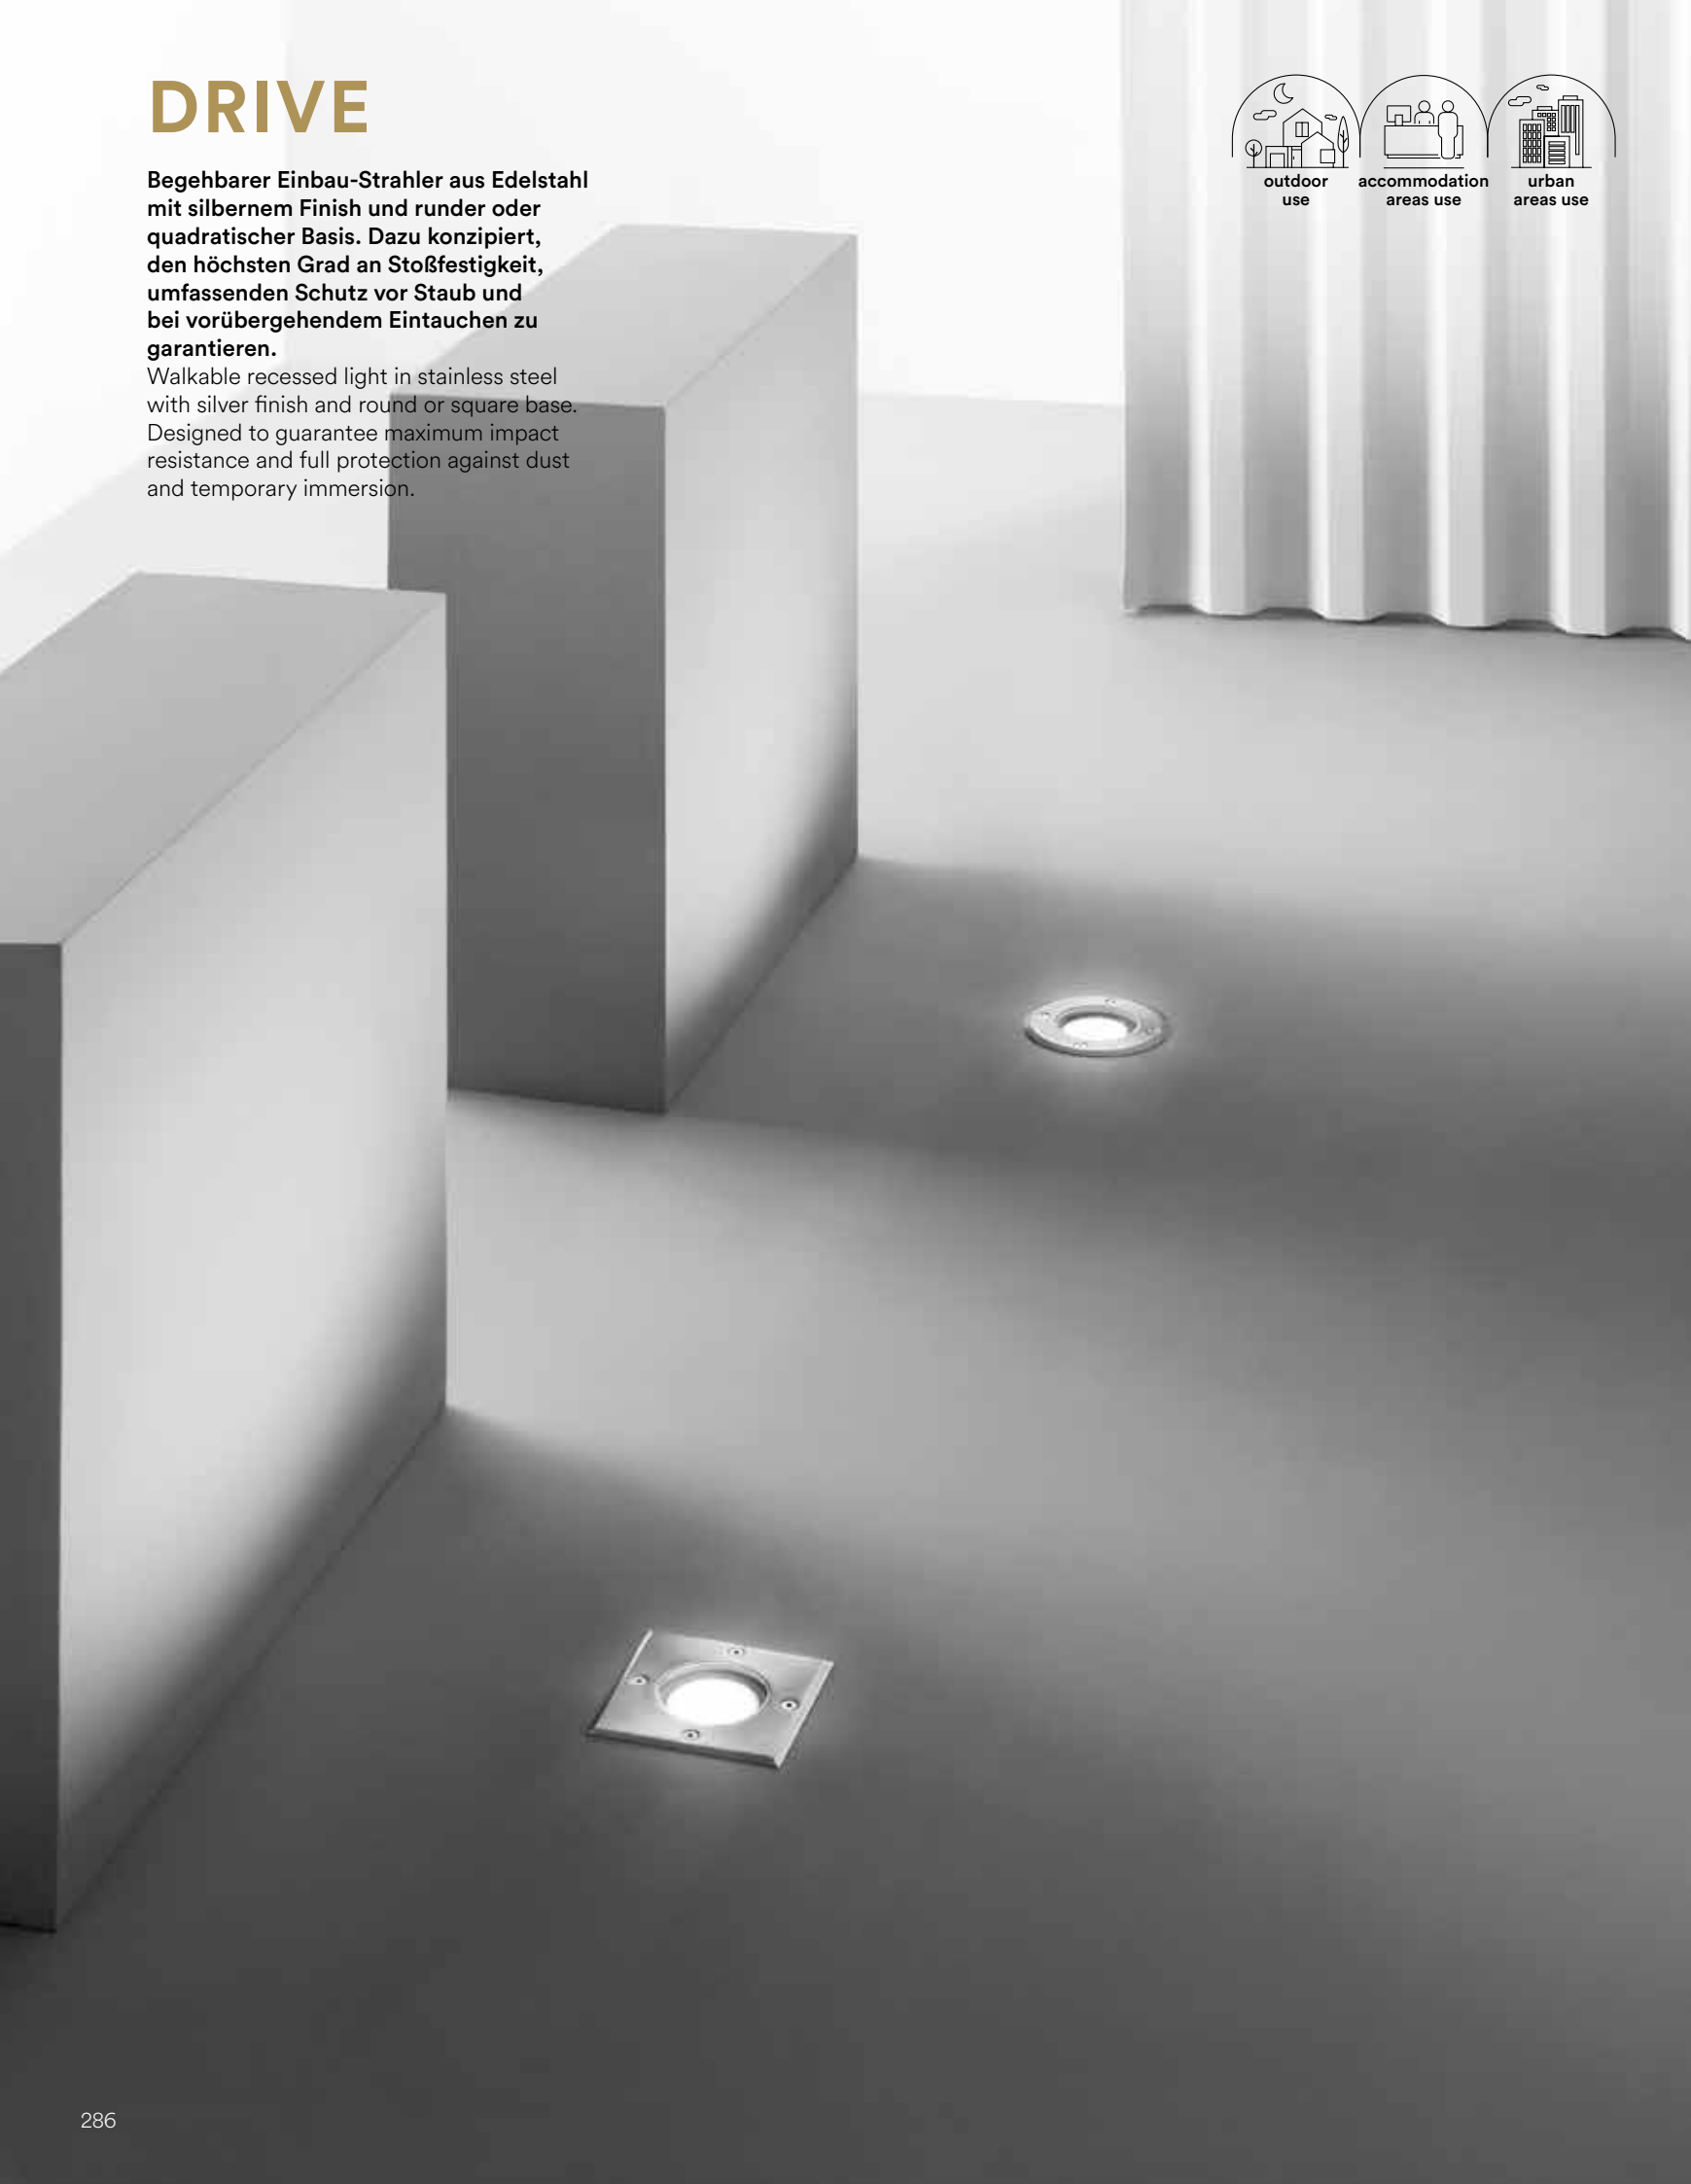 DRIVE
Begehbarer Einbau-Strahler aus Edelstahl
mit silbernem Finish und runder oder
quadratischer Basis. Dazu konzipiert,
den höchsten Grad an Stoßfestigkeit,
umfassenden Schutz vor Staub und
bei vorübergehendem Eintauchen zu
garantieren.
Walkable recessed light in stainless steel
with silver finish and round or square base.
Designed to guarantee maximum impact
resistance and full protection against dust
and temporary immersion.
outdoor
use
accommodation
areas use
urban
areas use
286